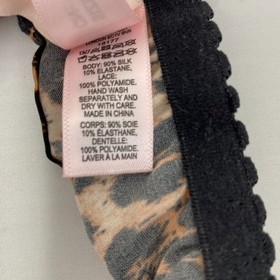 BODY: 90% SILK
10% ELASTANE,
LACE:
100% POLYAMIDE.
HAND WASH
SEPARATELY AND
DRY WITH CARE.
MADE IN
CORPS: 90% SOIE
10% ÉLASTHANE,
DENTELLE:
100% POLYAMIDE.
LAVER À LA MAIN